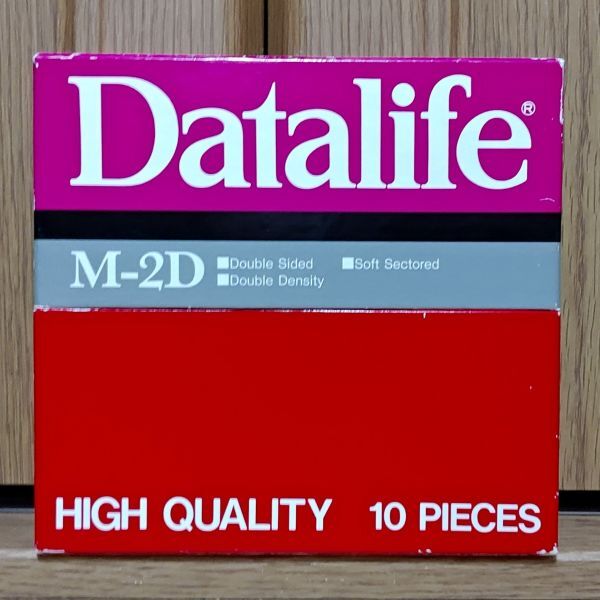 Datalife®
M-2D ■Double Sided ■Soft Sectored
■Double Density
HIGH QUALITY 10 PIECES